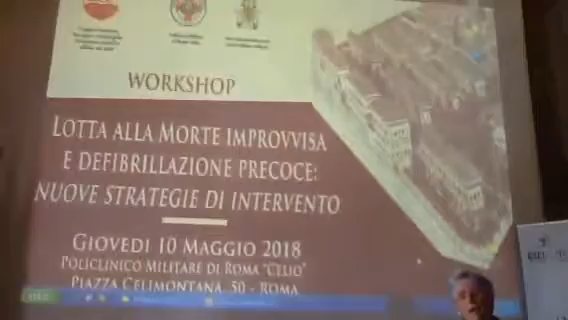 WORKSHOP
LOTTA ALLA MORTE IMPROVVISA
E DEFIBRILLAZIONE PRECOCE:
NUOVE STRATEGIE DI INTERVENTO
GIOVEDI 10 MAGGIO 2018
POLICLINICO MILITARE DI ROMA "CELIO"
PIAZZA CELIMONTANA, 50 - ROMA